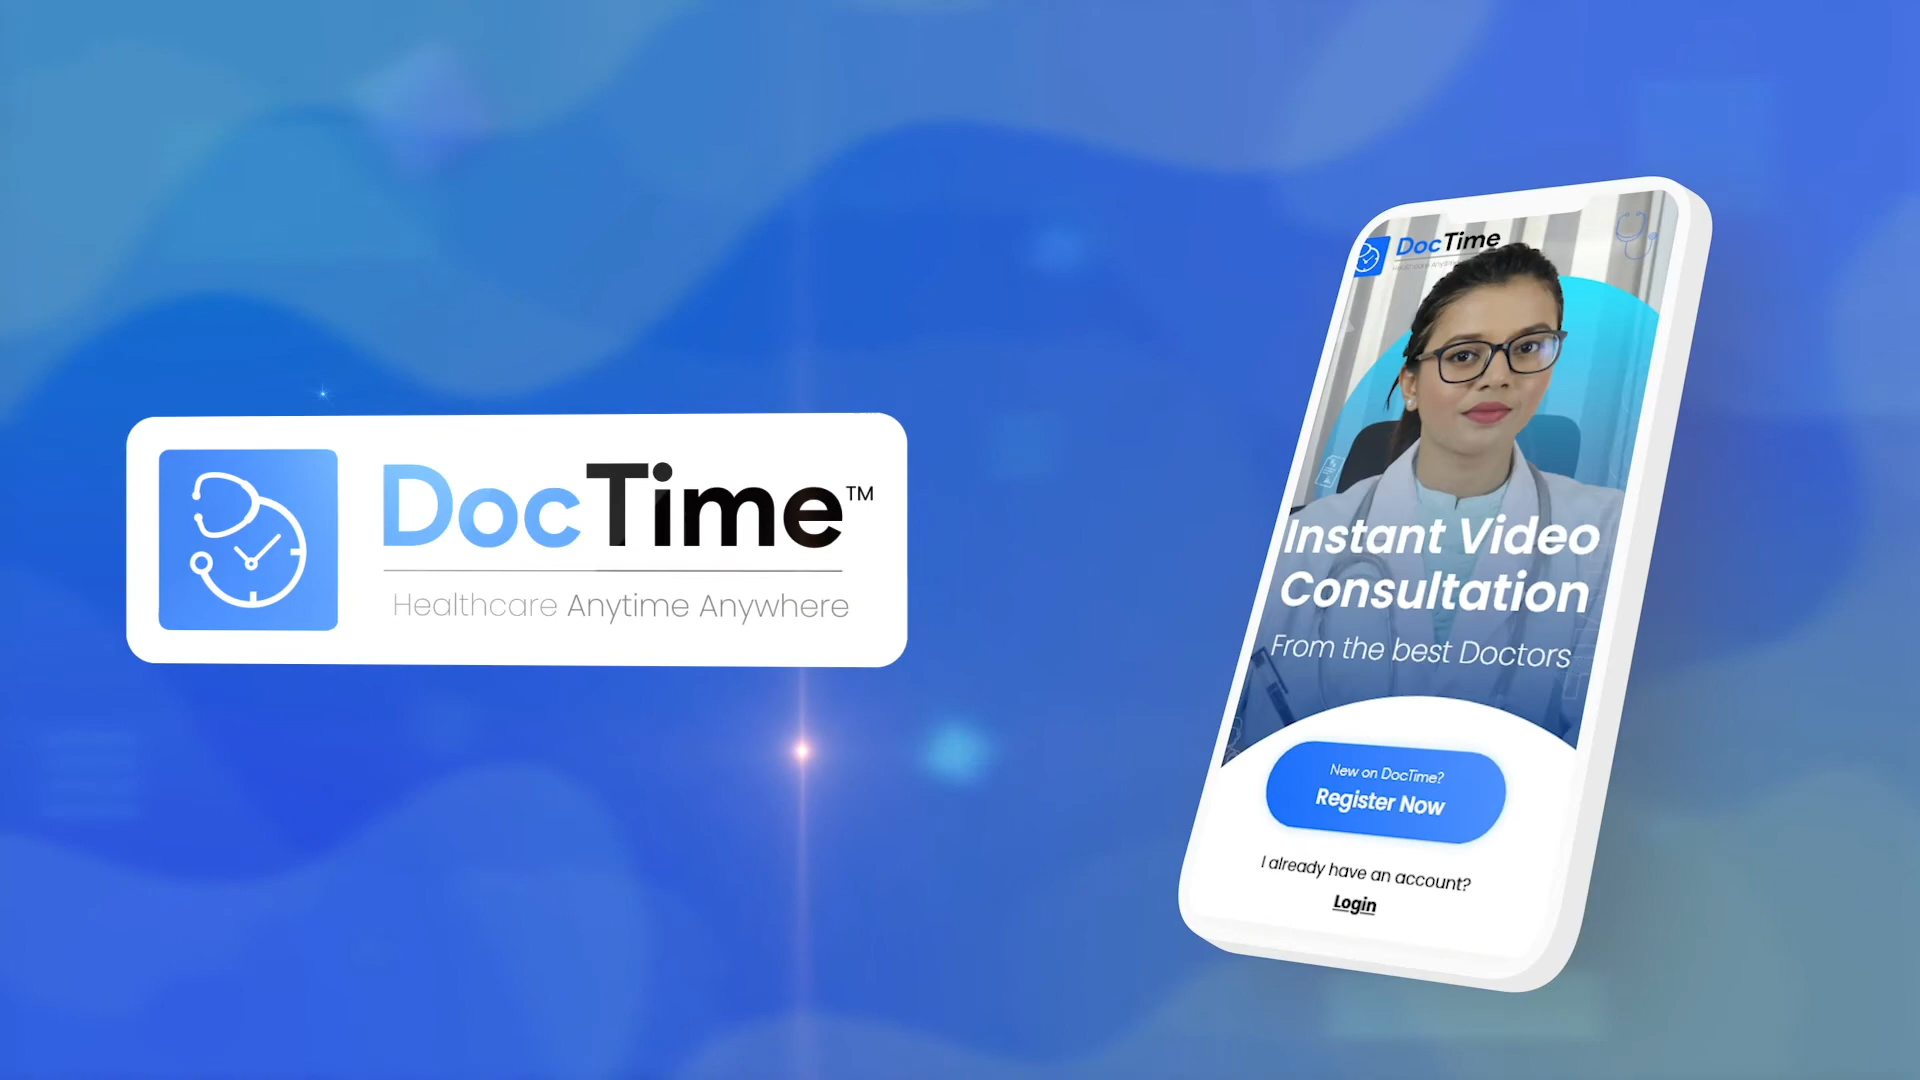 DocTime™
Healthcare Anytime Anywhere
DocTime
Instant Video
Consultation
From the best Doctors
New on DocTime?
Register Now
I already have an account?
Login